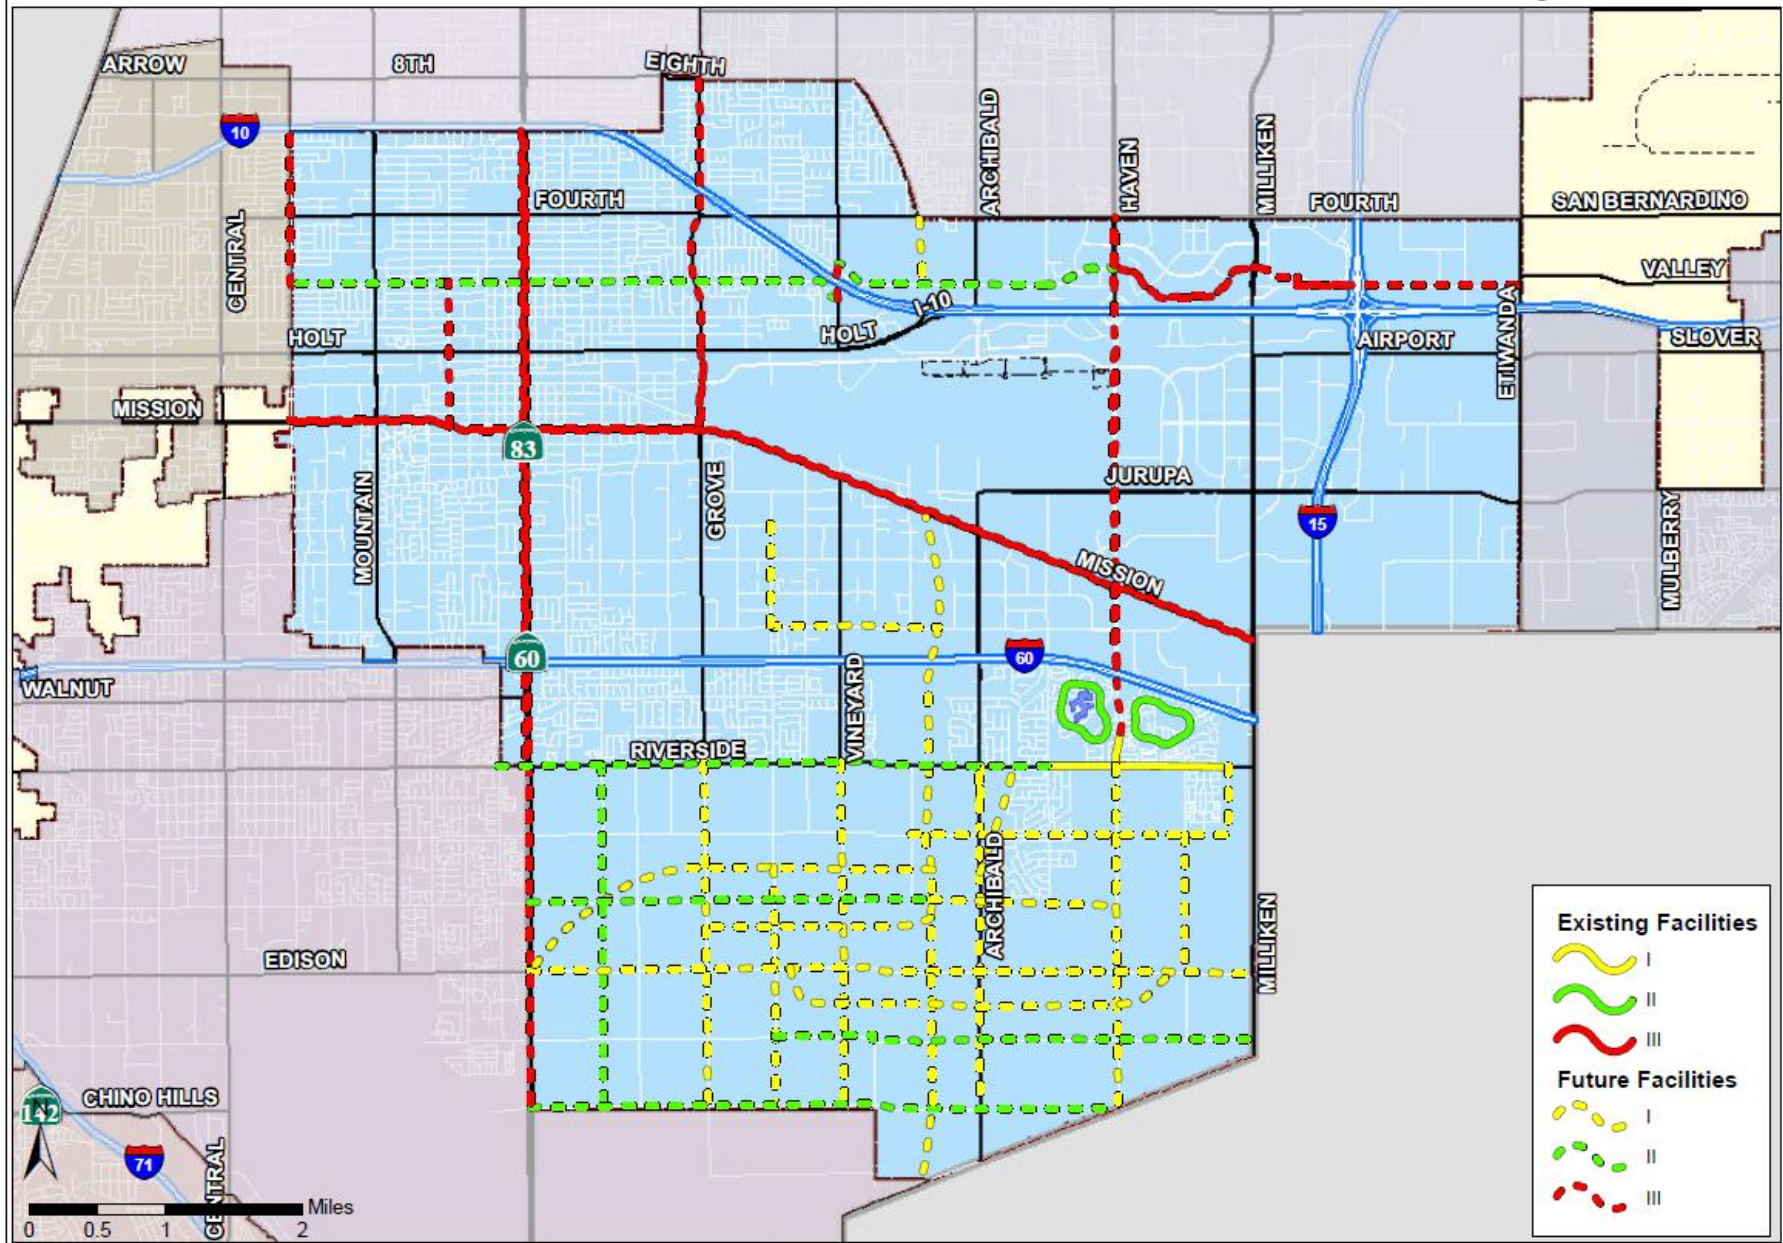 ARROW
8TH
EIGHTH
10
CENTRAL
FOURTH
ARCHIBALD
HAVEN
MILLIKEN
FOURTH
SAN BERNARDINO
VALLEY
HOLT
HOLT
I-10
AIRPORT
ETIWANDA
SLOVER
MISSION
83
MOUNTAIN
GROVE
JURUPA
15
MULBERRY
MISSION
60
60
WALNUT
VINEYARD
RIVERSIDE
ARCHIBALD
EDISON
MILLIKEN
CHINO HILLS
142
N
71
CENTRAL
Miles
0 0.5 1 2
Existing Facilities
I
II
III
Future Facilities
I
II
III